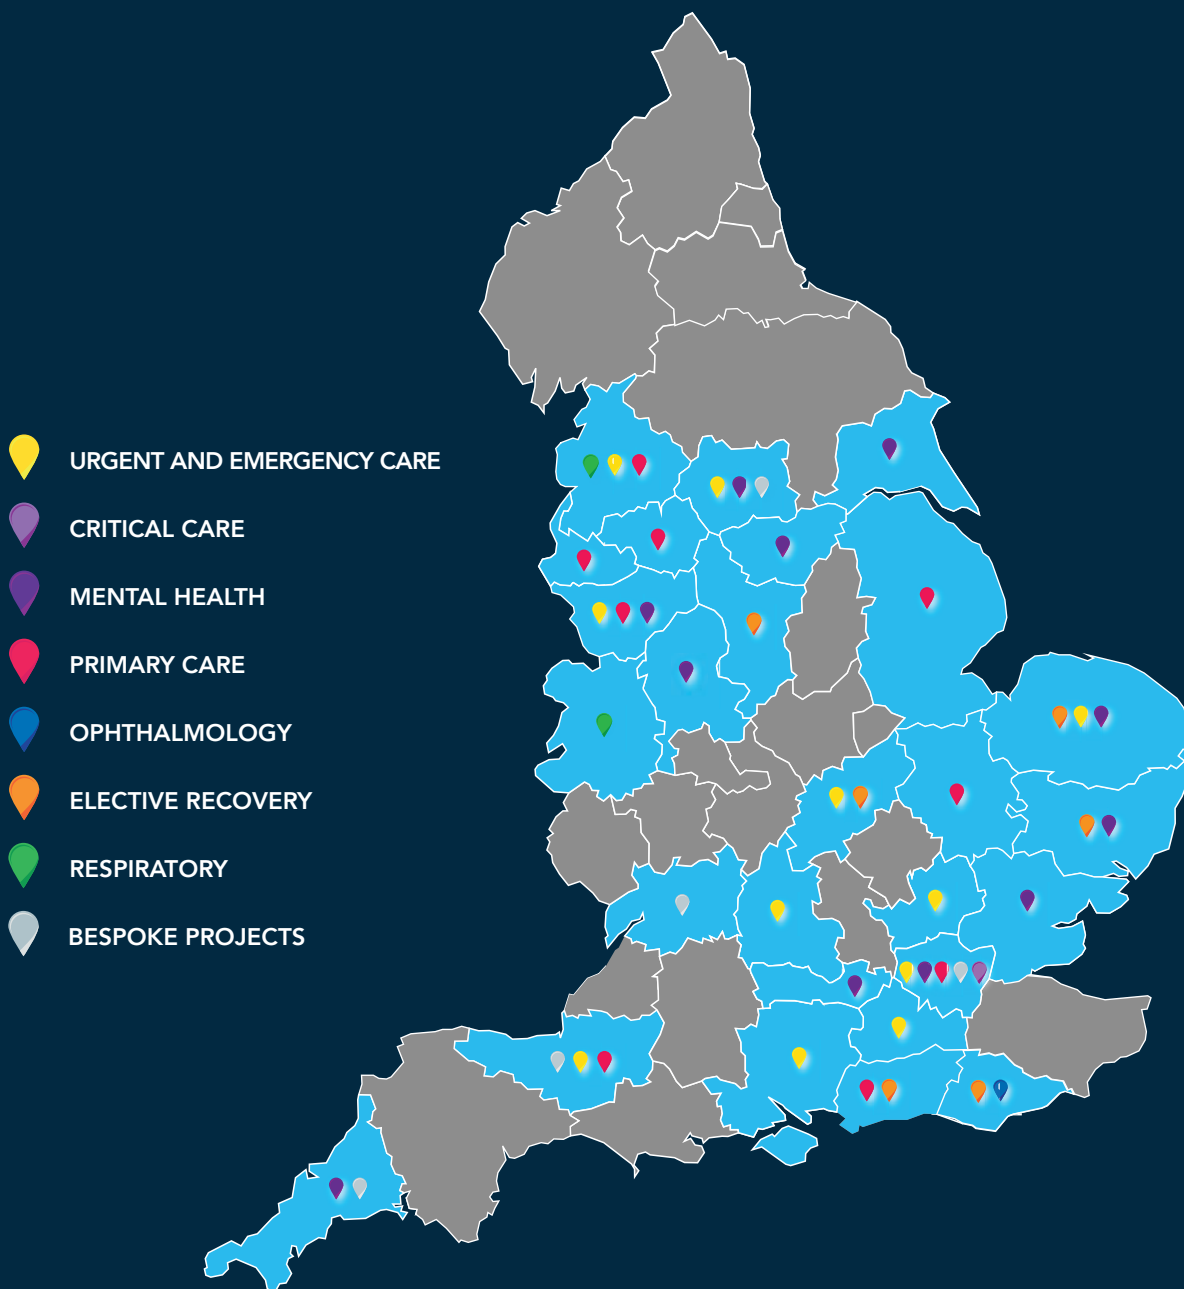 URGENT AND EMERGENCY CARE
CRITICAL CARE
MENTAL HEALTH
PRIMARY CARE
OPHTHALMOLOGY
ELECTIVE RECOVERY
RESPIRATORY
BESPOKE PROJECTS